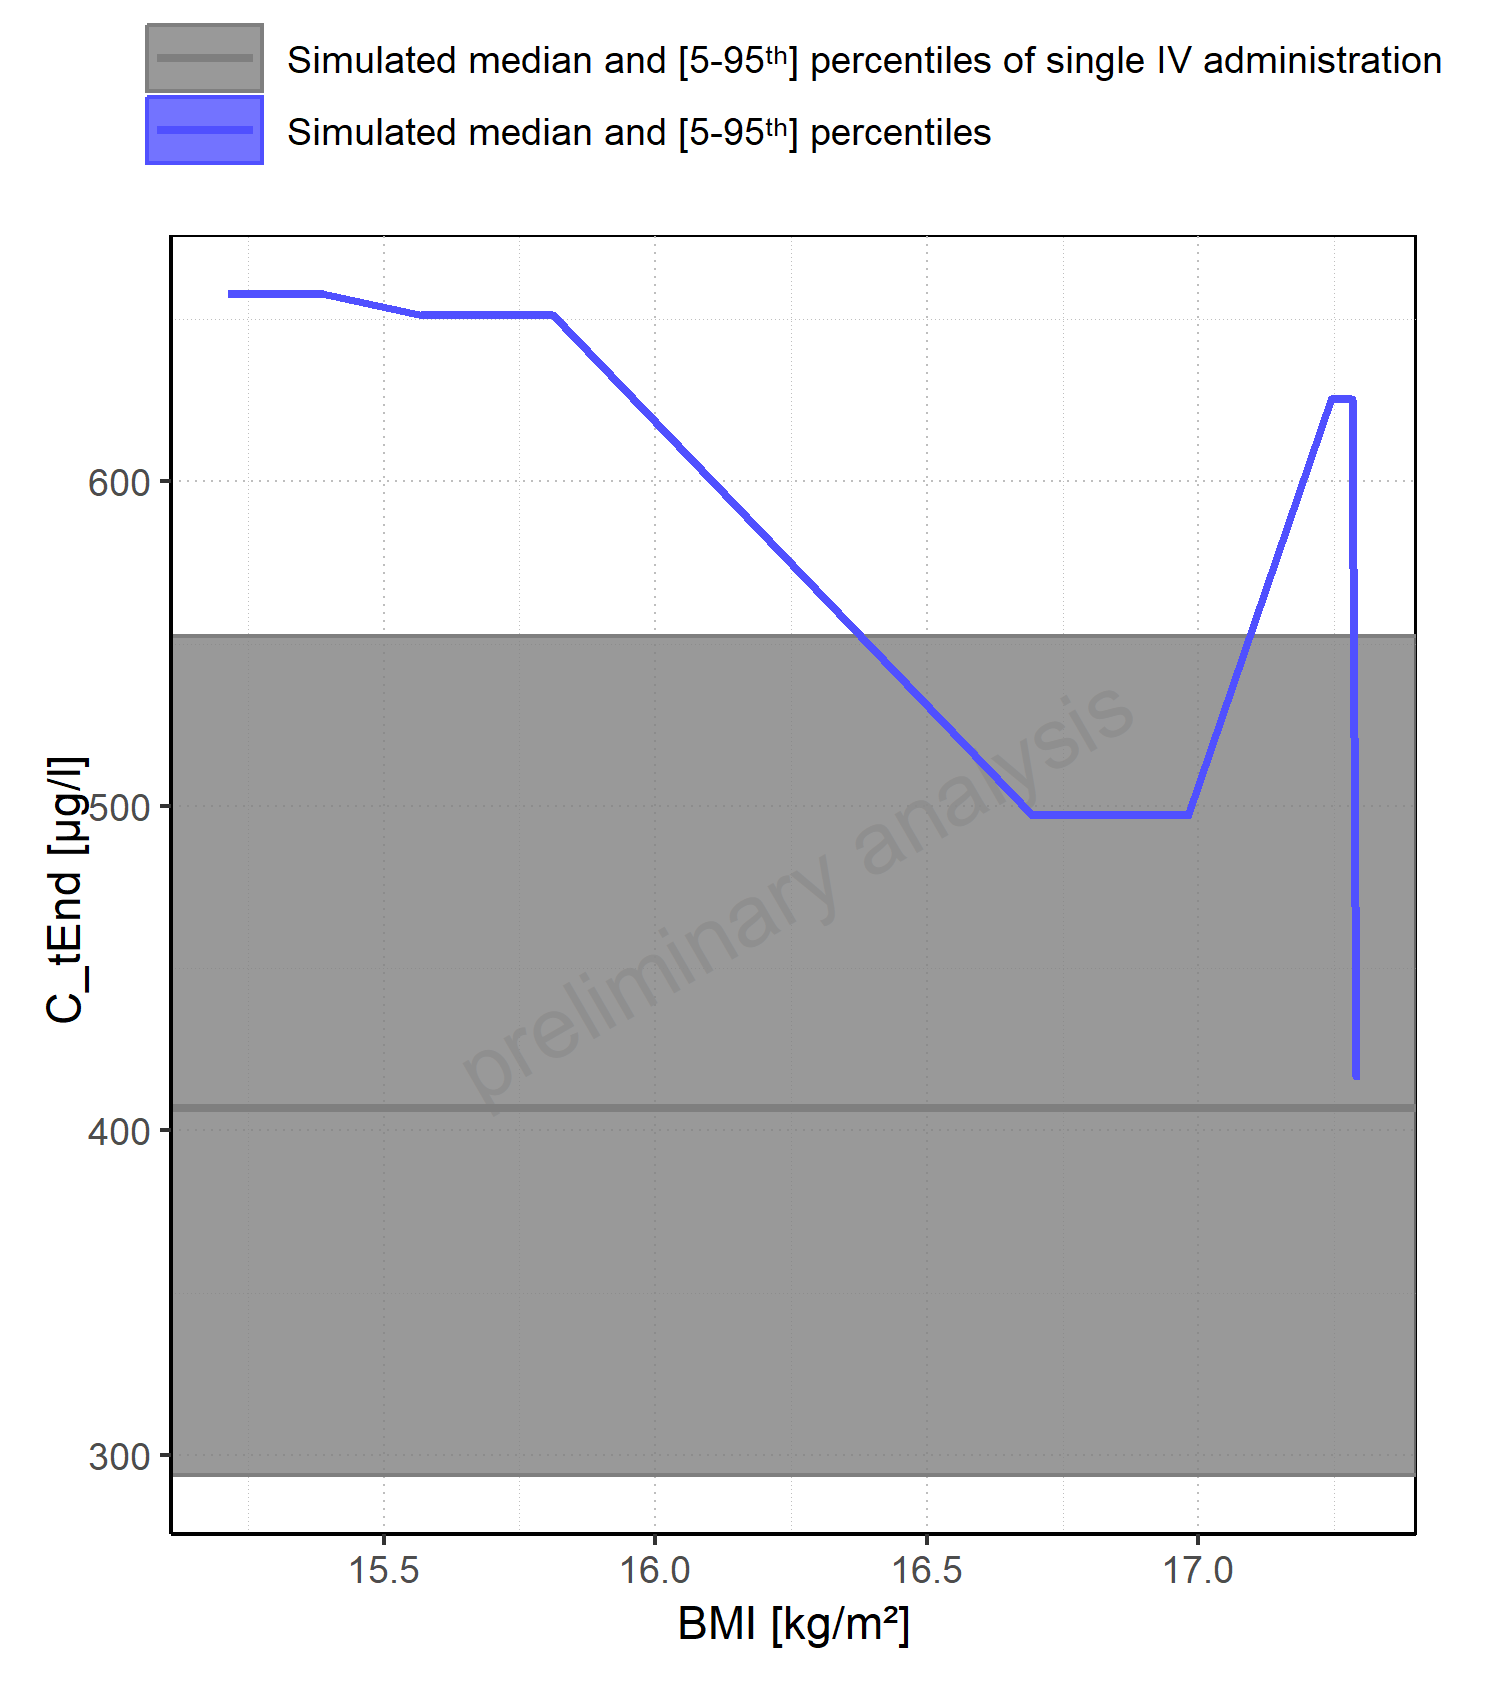 Simulated median and [5-95ᵗʰ] percentiles of single IV administration
Simulated median and [5-95ᵗʰ] percentiles
600
500
400
300
C_tEnd [µg/l]
preliminary analysis
15.5 16.0 16.5 17.0
BMI [kg/m²]